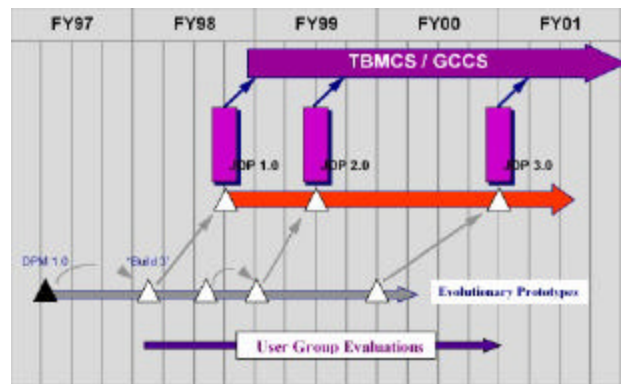 FY97 FY98 FY99 FY00 FY01
TBMCS / GCCS
JDP 1.0 JDP 2.0 JDP 3.0
DPM 1.0 "Build 3"
Evolutionary Prototypes
User Group Evaluations